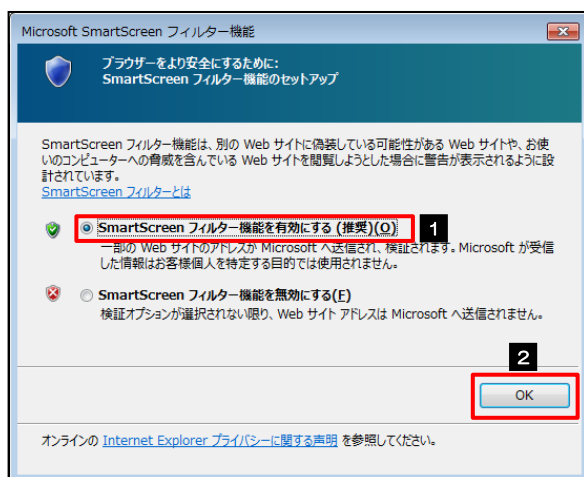 Microsoft SmartScreen フィルター機能
ブラウザーをより安全にするために:
SmartScreen フィルター機能のセットアップ
SmartScreen フィルター機能は、別の Web サイトに偽装している可能性がある Web サイトや、お使
いのコンピューターへの脅威を含んでいる Web サイトを閲覧しようとした場合に警告が表示されるように設
計されています。
SmartScreen フィルターとは
SmartScreen フィルター機能を有効にする (推奨)(O)
1
一部の Web サイトのアドレスが Microsoft へ送信され、検証されます。Microsoft が受信
した情報はお客様個人を特定する目的では使用されません。
SmartScreen フィルター機能を無効にする(F)
検証オプションが選択されない限り、Web サイト アドレスは Microsoft へ送信されません。
2
OK
オンラインの Internet Explorer プライバシーに関する声明 を参照してください。